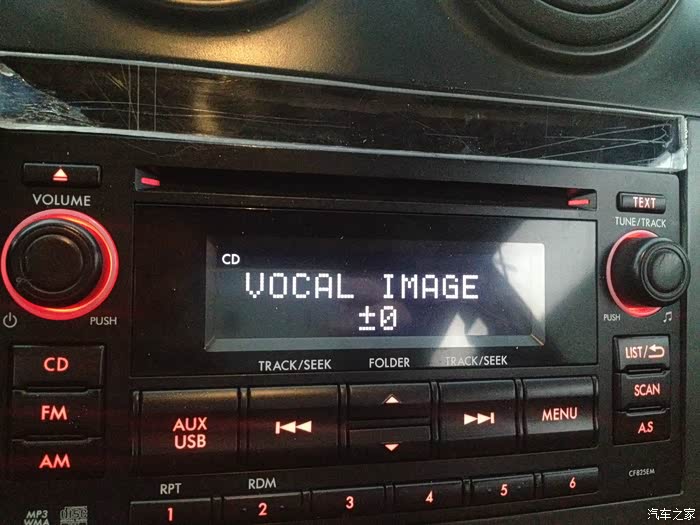 VOLUME
TEXT
TUNE/TRACK
CD
VOCAL IMAGE
±0
PUSH
PUSH
TRACK/SEEK
FOLDER
TRACK/SEEK
LIST/
CD
SCAN
FM
AUX
USB
MENU
A.S
AM
CF825EM
RPT
RDM
1
2
3
4
5
6
MP3
WMA
汽车之家